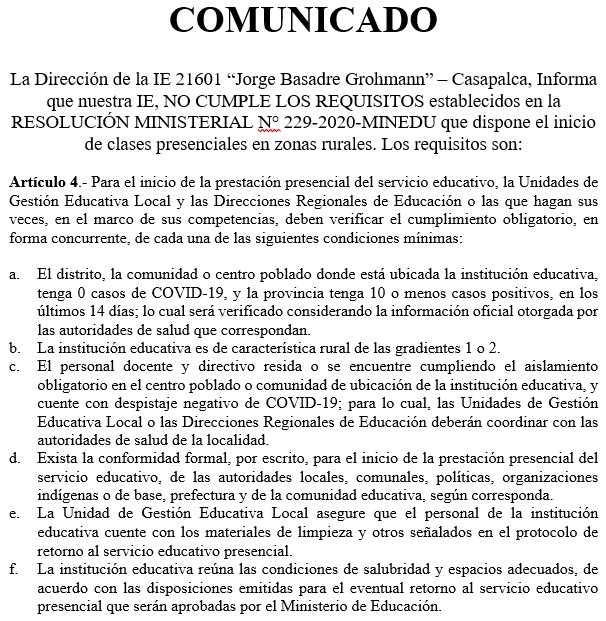 COMUNICADO
La Dirección de la IE 21601 “Jorge Basadre Grohmann” – Casapalca, Informa
que nuestra IE, NO CUMPLE LOS REQUISITOS establecidos en la
RESOLUCIÓN MINISTERIAL N° 229-2020-MINEDU que dispone el inicio
de clases presenciales en zonas rurales. Los requisitos son:
Artículo 4.- Para el inicio de la prestación presencial del servicio educativo, la Unidades de
Gestión Educativa Local y las Direcciones Regionales de Educación o las que hagan sus
veces, en el marco de sus competencias, deben verificar el cumplimiento obligatorio, en
forma concurrente, de cada una de las siguientes condiciones mínimas:
a. El distrito, la comunidad o centro poblado donde está ubicada la institución educativa,
tenga 0 casos de COVID-19, y la provincia tenga 10 o menos casos positivos, en los
últimos 14 días; lo cual será verificado considerando la información oficial otorgada por
las autoridades de salud que correspondan.
b. La institución educativa es de característica rural de las gradientes 1 o 2.
c. El personal docente y directivo resida o se encuentre cumpliendo el aislamiento
obligatorio en el centro poblado o comunidad de ubicación de la institución educativa, y
cuente con despistaje negativo de COVID-19; para lo cual, las Unidades de Gestión
Educativa Local o las Direcciones Regionales de Educación deberán coordinar con las
autoridades de salud de la localidad.
d. Exista la conformidad formal, por escrito, para el inicio de la prestación presencial del
servicio educativo, de las autoridades locales, comunales, políticas, organizaciones
indígenas o de base, prefectura y de la comunidad educativa, según corresponda.
e. La Unidad de Gestión Educativa Local asegure que el personal de la institución
educativa cuente con los materiales de limpieza y otros señalados en el protocolo de
retorno al servicio educativo presencial.
f. La institución educativa reúna las condiciones de salubridad y espacios adecuados, de
acuerdo con las disposiciones emitidas para el eventual retorno al servicio educativo
presencial que serán aprobadas por el Ministerio de Educación.